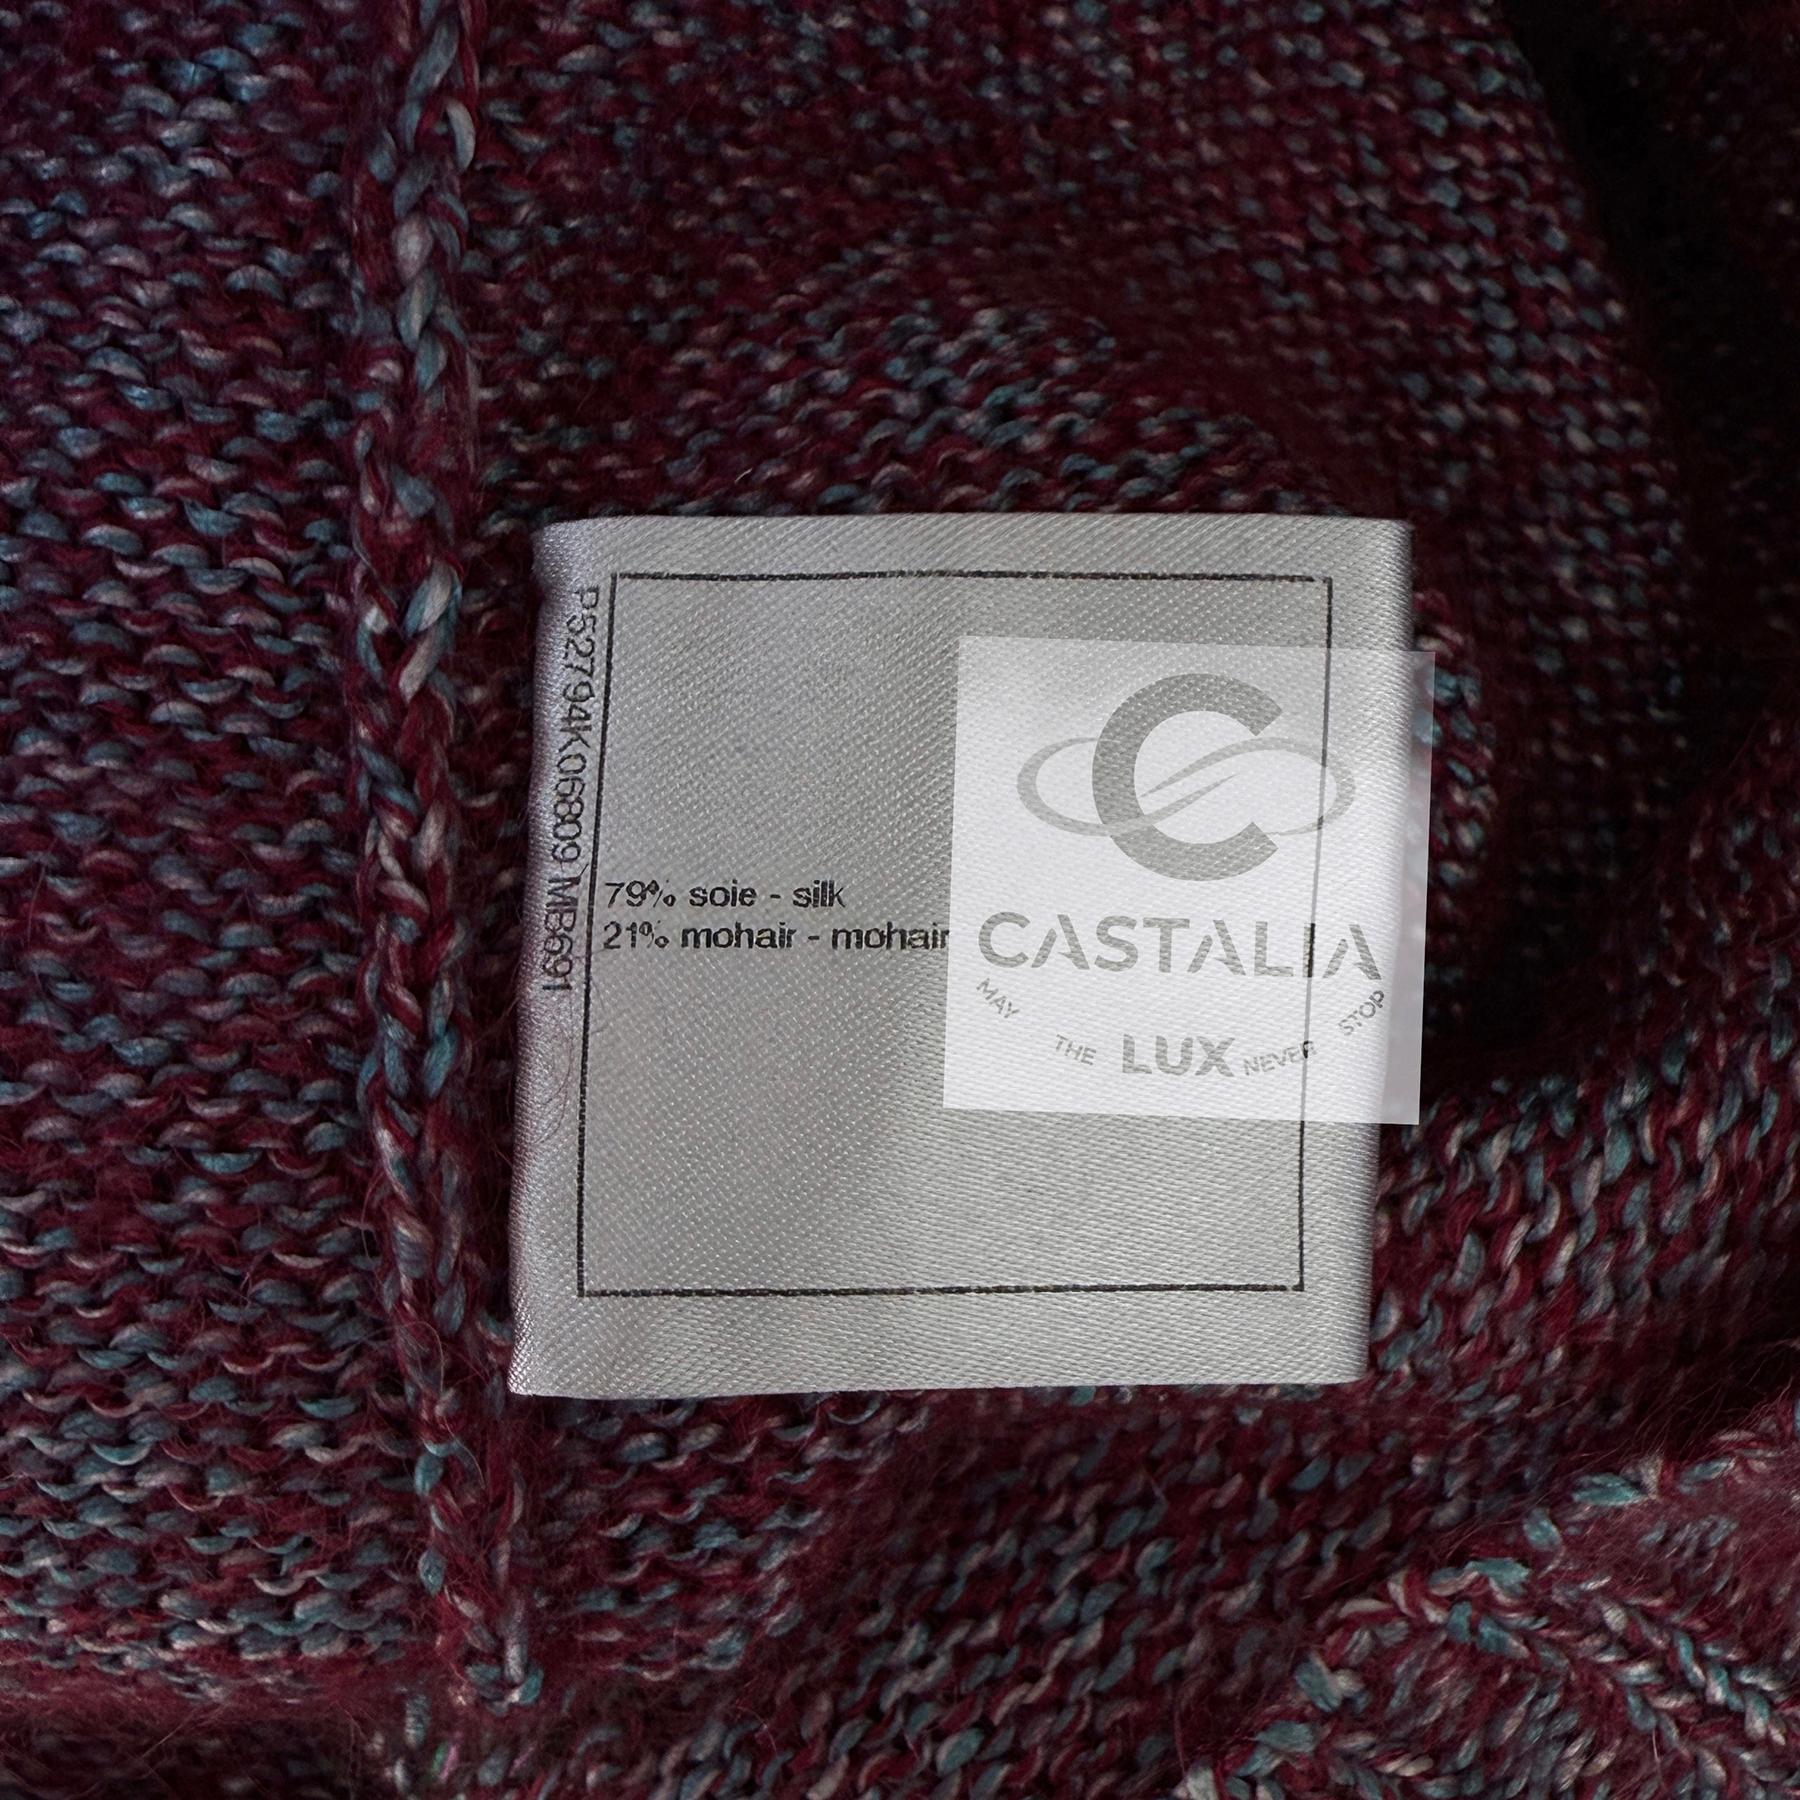 P52794K06809 MB691
79% soie - silk
21% mohair - mohair
CASTALIA
MAY THE LUX NEVER STOP